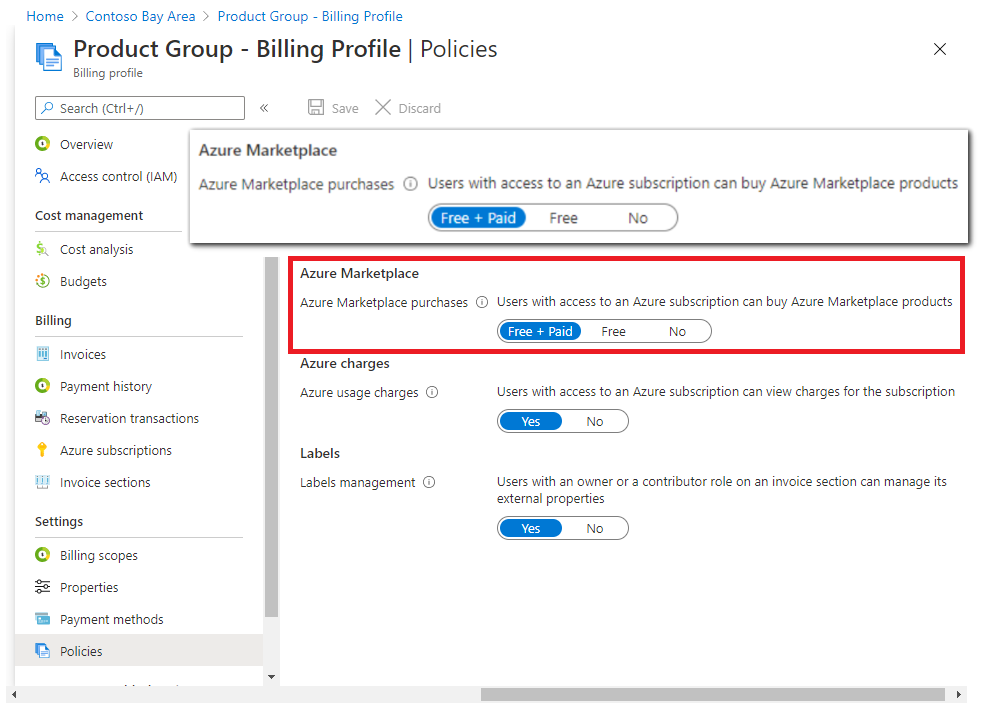 Home > Contoso Bay Area > Product Group - Billing Profile
Product Group - Billing Profile | Policies
Billing profile
Search (Ctrl+/)
«
Save
Discard
Overview
Access control (IAM)
Cost management
Cost analysis
Budgets
Billing
Invoices
Payment history
Reservation transactions
Azure subscriptions
Invoice sections
Settings
Billing scopes
Properties
Payment methods
Policies
Azure Marketplace
Azure Marketplace purchases
Users with access to an Azure subscription can buy Azure Marketplace products
Free + Paid Free No
Azure Marketplace
Azure Marketplace purchases
Users with access to an Azure subscription can buy Azure Marketplace products
Free + Paid Free No
Azure charges
Azure usage charges
Users with access to an Azure subscription can view charges for the subscription
Yes No
Labels
Labels management
Users with an owner or a contributor role on an invoice section can manage its
external properties
Yes No